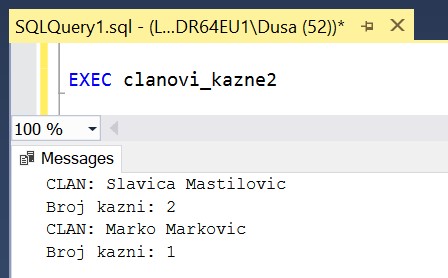 SQLQuery1.sql - (L...DR64EU1\Dusa (52))*
EXEC clanovi_kazne2
100 %
Messages
CLAN: Slavica Mastilovic
Broj kazni: 2
CLAN: Marko Markovic
Broj kazni: 1